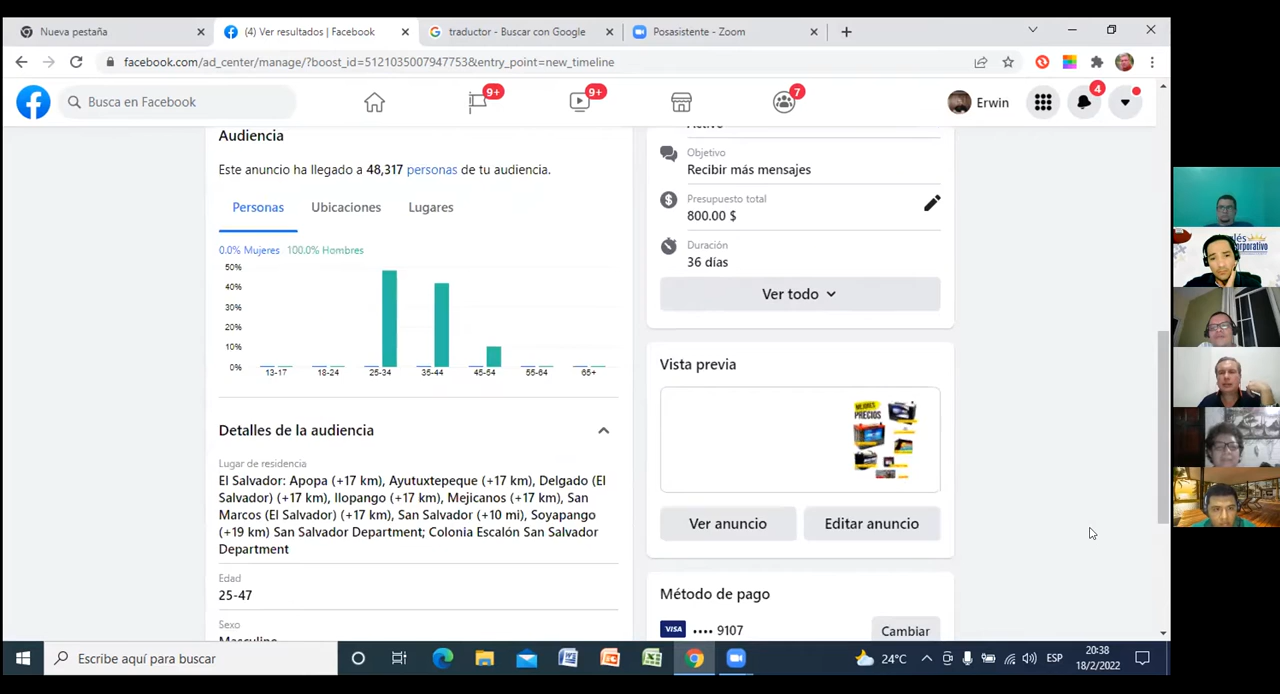 Nueva pestaña
(4) Ver resultados | Facebook
traductor - Buscar con Google
Posasistente - Zoom
facebook.com/ad_center/manage/?boost_id=5121035007947753&entry_point=new_timeline
Busca en Facebook
9+
9+
7
Erwin
4
Audiencia
Este anuncio ha llegado a 48,317 personas de tu audiencia.
Personas
Ubicaciones
Lugares
0.0% Mujeres 100.0% Hombres
50%
40%
30%
20%
10%
0%
13-17 18-24 25-34 35-44 45-54 55-64 65+
Detalles de la audiencia
Lugar de residencia
El Salvador: Apopa (+17 km), Ayutuxtepeque (+17 km), Delgado (El
Salvador) (+17 km), Ilopango (+17 km), Mejicanos (+17 km), San
Marcos (El Salvador) (+17 km), San Salvador (+10 mi), Soyapango
(+19 km) San Salvador Department; Colonia Escalón San Salvador
Department
Edad
25-47
Sexo
Masculino
Activo
Objetivo
Recibir más mensajes
Presupuesto total
800.00 $
Duración
36 días
Ver todo
Vista previa
MEJORES
PRECIOS
Ver anuncio
Editar anuncio
Método de pago
VISA •••• 9107
Cambiar
Escribe aquí para buscar
24°C
ESP
20:38
18/2/2022